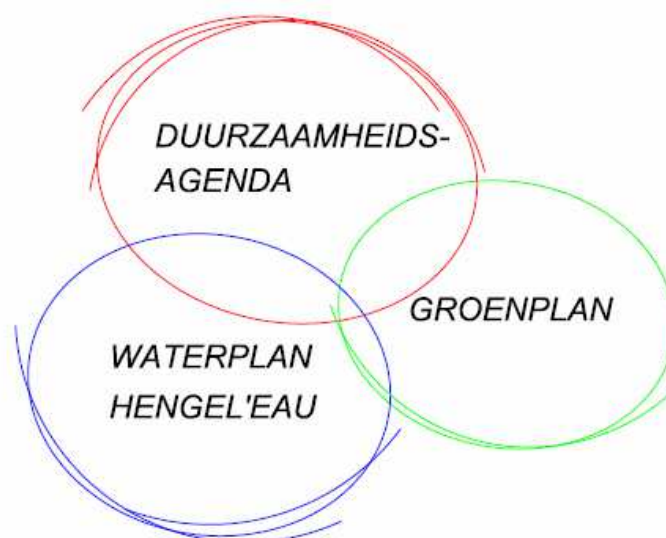 DUURZAAMHEIDS-
AGENDA
GROENPLAN
WATERPLAN
HENGEL'EAU